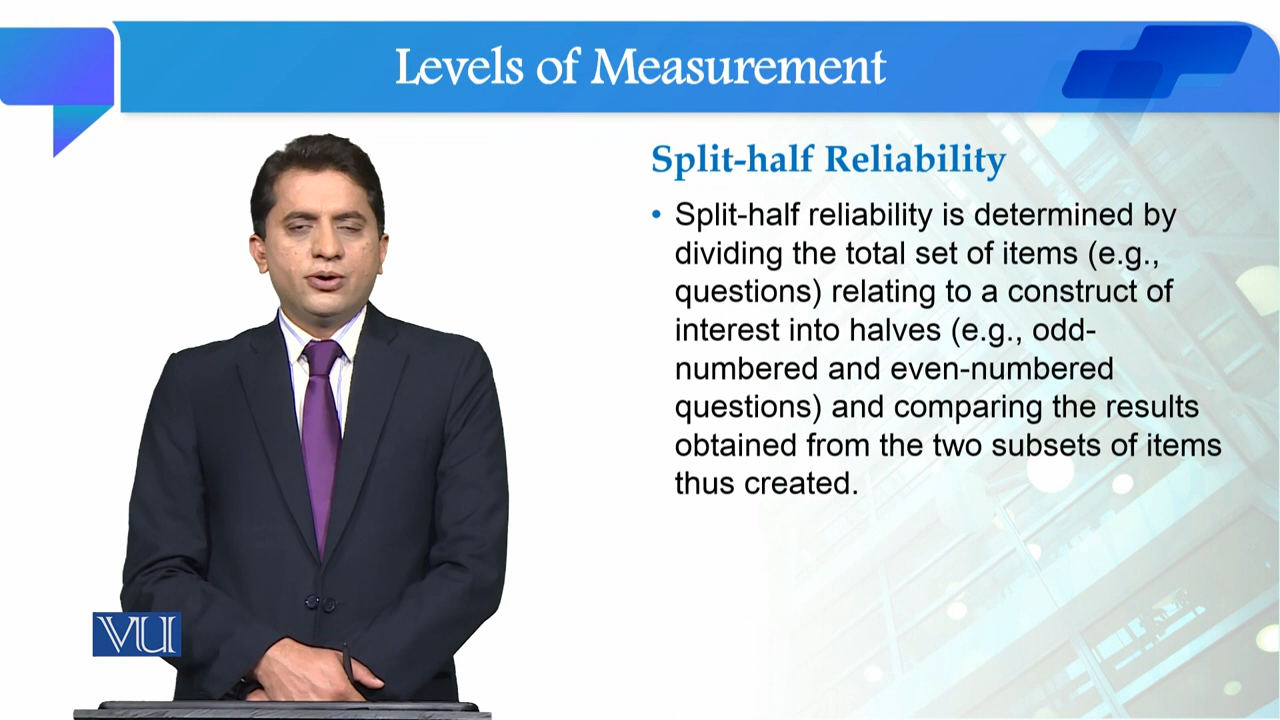 Levels of Measurement
Split-half Reliability
• Split-half reliability is determined by
dividing the total set of items (e.g.,
questions) relating to a construct of
interest into halves (e.g., odd-
numbered and even-numbered
questions) and comparing the results
obtained from the two subsets of items
thus created.
VU